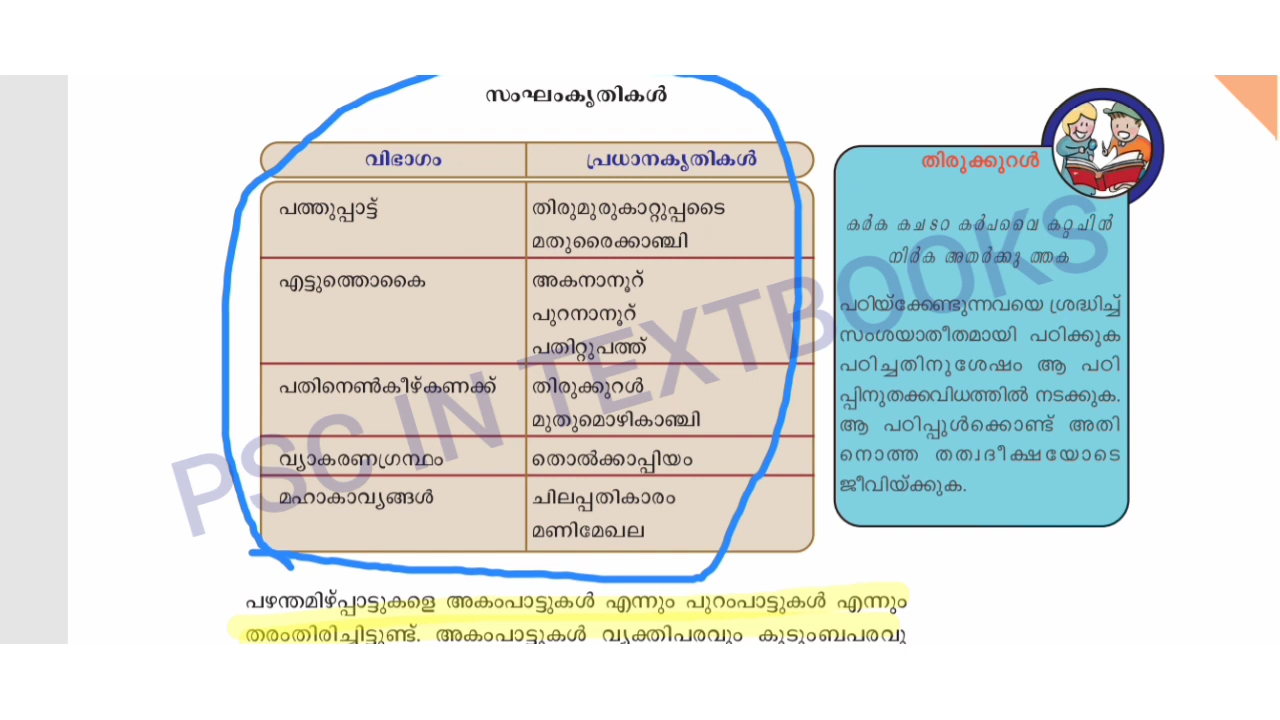 സംഘംകൃതികൾ
വിഭാഗം പ്രധാനകൃതികൾ
പത്തുപ്പാട്ട് തിരുമുരുകാറ്റുപ്പടൈ
മതുരൈക്കാഞ്ചി
എട്ടുത്തൊകൈ അകനാനൂറ്
പുറനാനൂറ്
പതിറ്റുപത്ത്
പതിനെൺകീഴ്കണക്ക് തിരുക്കുറൾ
മുതുമൊഴികാഞ്ചി
വ്യാകരണഗ്രന്ഥം തൊൽക്കാപ്പിയം
മഹാകാവ്യങ്ങൾ ചിലപ്പതികാരം
മണിമേഖല
തിരുക്കുറൾ
കർക കചടറ കർചവൈ കറ്റചിൻ
നിർക അതർക്കു ത്തക
പഠിയ്ക്കേണ്ടുന്നവയെ ശ്രദ്ധിച്ച്
സംശയാതീതമായി പഠിക്കുക
പഠിച്ചതിനുശേഷം ആ പഠി
പ്പിനുതക്കവിധത്തിൽ നടക്കുക.
ആ പഠിപ്പുൾക്കൊണ്ട് അതി
നൊത്ത തത്വദീക്ഷയോടെ
ജീവിയ്ക്കുക.
പഴന്തമിഴ്പ്പാട്ടുകളെ അകംപാട്ടുകൾ എന്നും പുറംപാട്ടുകൾ എന്നും
തരംതിരിച്ചിട്ടുണ്ട്. അകംപാട്ടുകൾ വ്യക്തിപരവും കുടുംബപരവു
PSC IN TEXTBOOKS